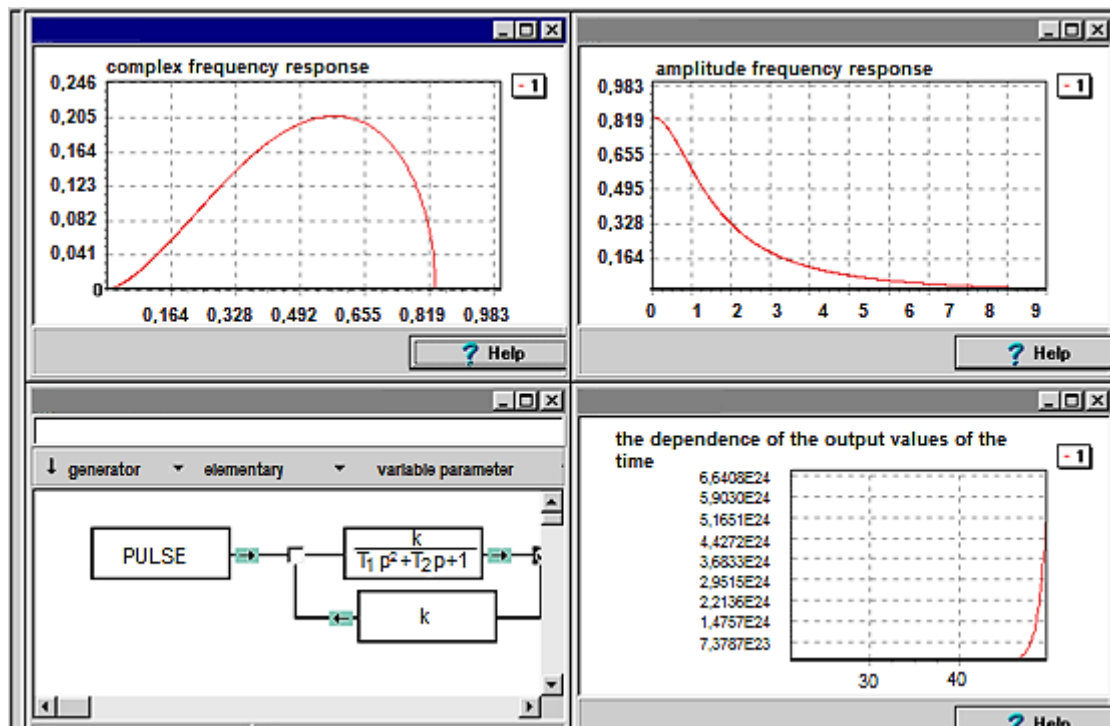 complex frequency response
- 1
0,246
0,205
0,164
0,123
0,082
0,041
0
0,164 0,328 0,492 0,655 0,819 0,983
? Help
amplitude frequency response
- 1
0,983
0,819
0,655
0,495
0,328
0,164
0 1 2 3 4 5 6 7 8 9
? Help
generator elementary variable parameter
PULSE
k
T1 p²+T2p+1
k
the dependence of the output values of the
time
- 1
6,6408E24
5,9030E24
5,1651E24
4,4272E24
3,6833E24
2,9515E24
2,2136E24
1,4757E24
7,3787E23
30 40
? Help